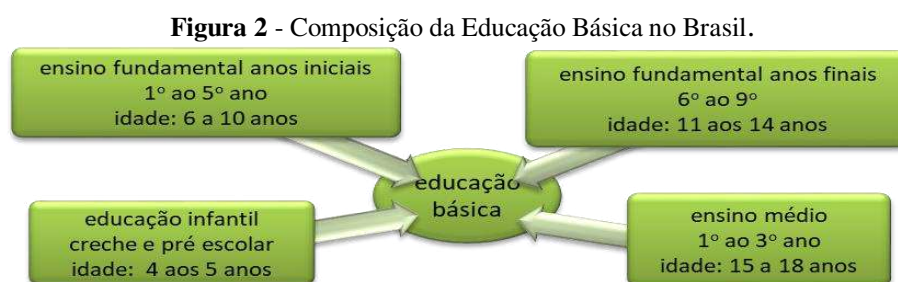 Figura 2 - Composição da Educação Básica no Brasil.
ensino fundamental anos iniciais
1º ao 5º ano
idade: 6 a 10 anos
ensino fundamental anos finais
6º ao 9º
idade: 11 aos 14 anos
educação
básica
educação infantil
creche e pré escolar
idade: 4 aos 5 anos
ensino médio
1º ao 3º ano
idade: 15 a 18 anos